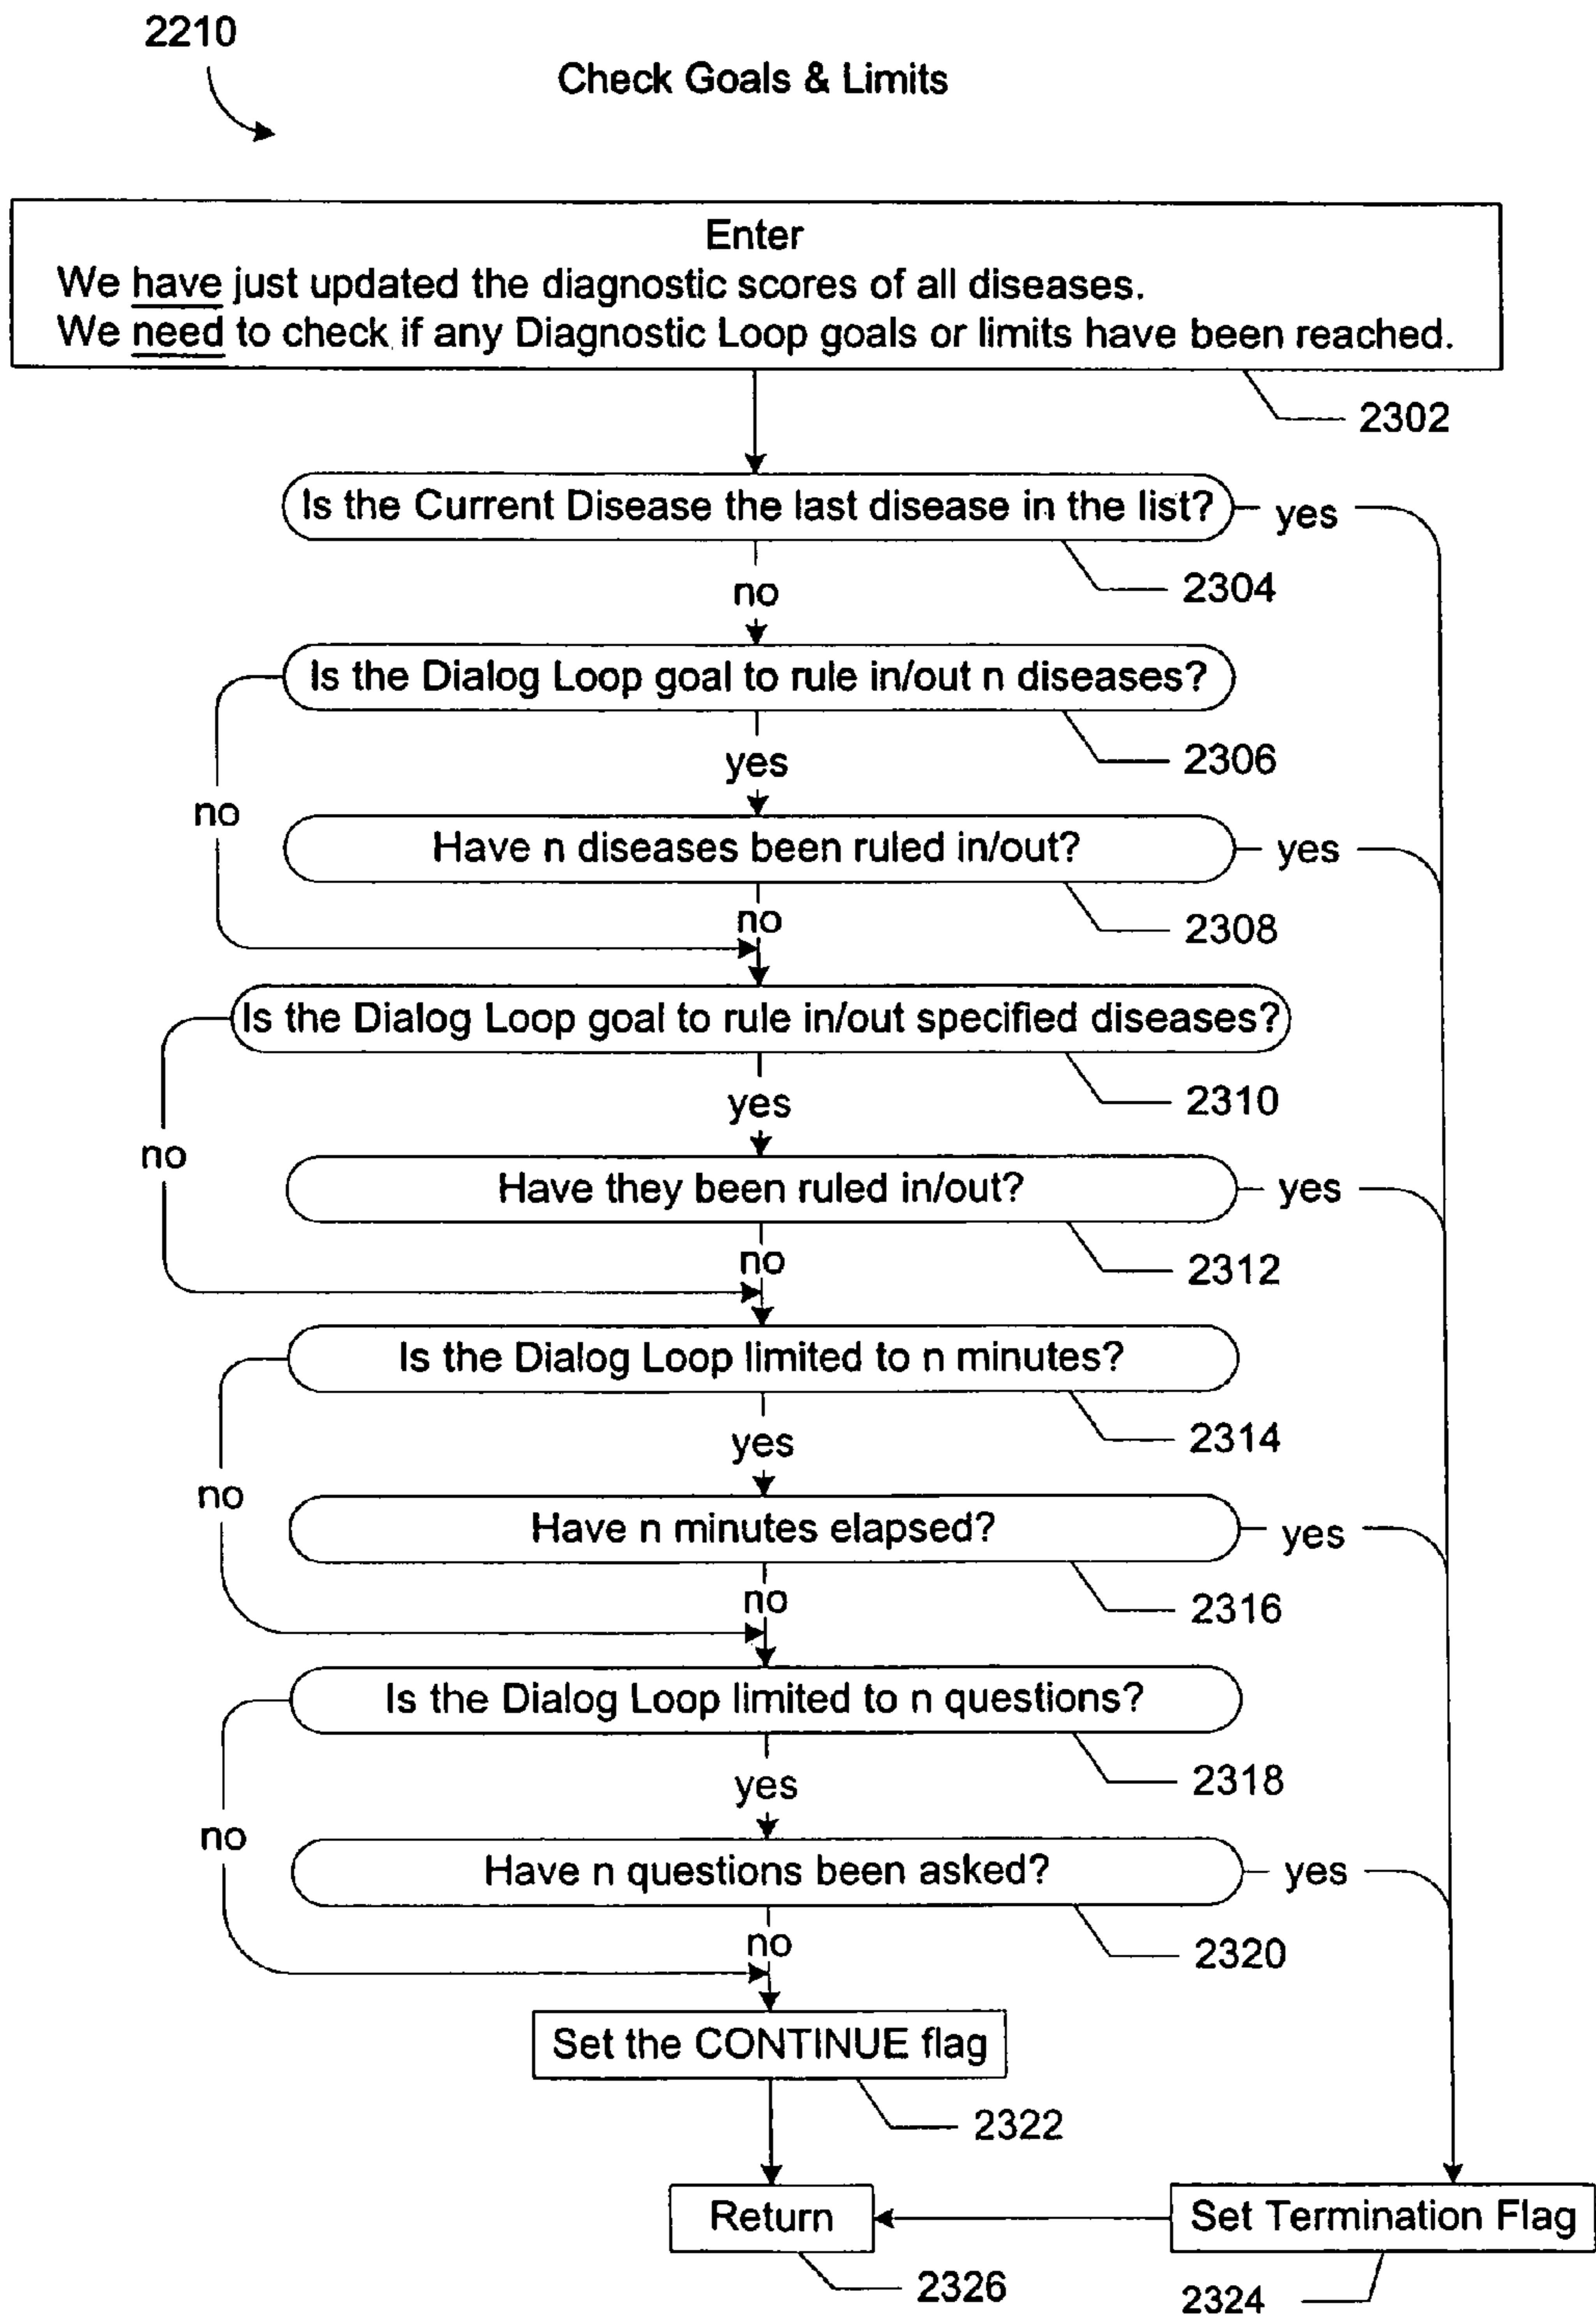 2210
Check Goals & Limits
Enter
We have just updated the diagnostic scores of all diseases.
We need to check if any Diagnostic Loop goals or limits have been reached.
2302
Is the Current Disease the last disease in the list?
yes
2304
no
Is the Dialog Loop goal to rule in/out n diseases?
2306
yes
no
Have n diseases been ruled in/out?
yes
2308
no
Is the Dialog Loop goal to rule in/out specified diseases?
2310
yes
no
Have they been ruled in/out?
yes
2312
no
Is the Dialog Loop limited to n minutes?
2314
yes
no
Have n minutes elapsed?
yes
2316
no
Is the Dialog Loop limited to n questions?
2318
yes
no
Have n questions been asked?
yes
2320
no
Set the CONTINUE flag
2322
Return
Set Termination Flag
2326
2324